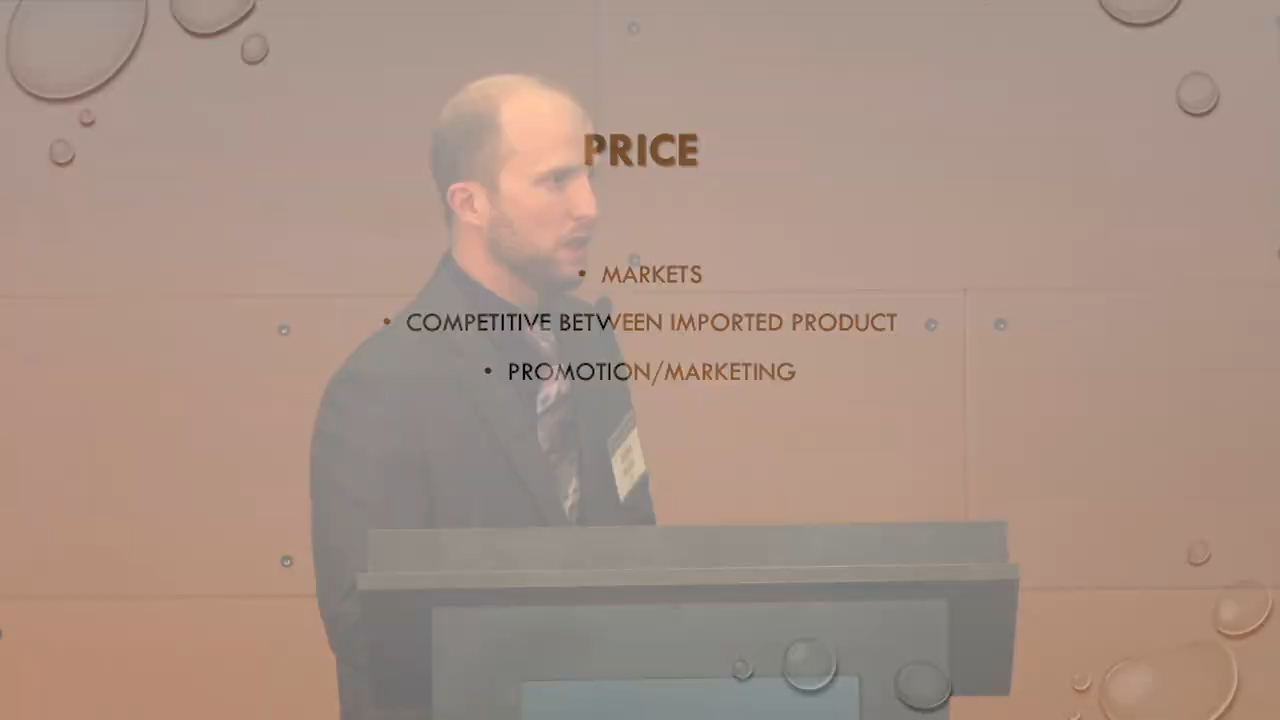 PRICE
• MARKETS
• COMPETITIVE BETWEEN IMPORTED PRODUCT
• PROMOTION/MARKETING